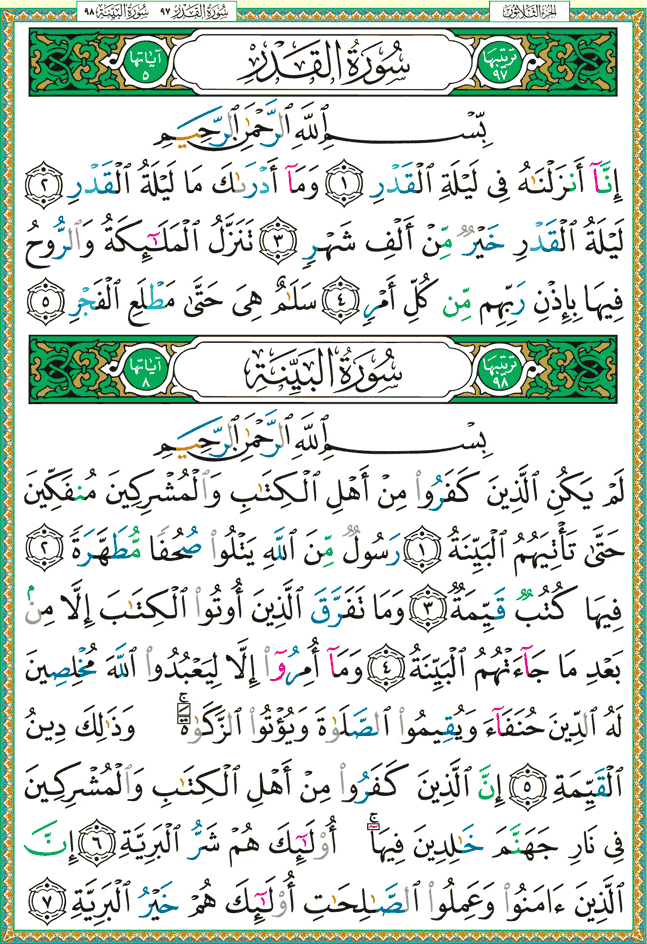 الجزء الثلاثون
سورة القدر ٩٧ سورة البينة ٩٨
ترتيبها ٩٧ سُورَةُ القَدْرِ آياتها ٥
بِّسْمِ ٱللَّهِ ٱلرَّحْمَٰنِ ٱلرَّحِيمِ
إِنَّآ أَنزَلْنَٰهُ فِى لَيْلَةِ ٱلْقَدْرِ ١ وَمَآ أَدْرَىٰكَ مَا لَيْلَةُ ٱلْقَدْرِ ٢
لَيْلَةُ ٱلْقَدْرِ خَيْرٌ مِّنْ أَلْفِ شَهْرٍ ٣ تَنَزَّلُ ٱلْمَلَٰٓئِكَةُ وَٱلرُّوحُ
فِيهَا بِإِذْنِ رَبِّهِم مِّن كُلِّ أَمْرٍ ٤ سَلَٰمٌ هِىَ حَتَّىٰ مَطْلَعِ ٱلْفَجْرِ ٥
ترتيبها ٩٨ سُورَةُ البَيِّنَةِ آياتها ٨
بِسْمِ ٱللَّهِ ٱلرَّحْمَٰنِ ٱلرَّحِيمِ
لَمْ يَكُنِ ٱلَّذِينَ كَفَرُوا۟ مِنْ أَهْلِ ٱلْكِتَٰبِ وَٱلْمُشْرِكِينَ مُنفَكِّينَ
حَتَّىٰ تَأْتِيَهُمُ ٱلْبَيِّنَةُ ١ رَسُولٌ مِّنَ ٱللَّهِ يَتْلُوا۟ صُحُفًا مُّطَهَّرَةً ٢
فِيهَا كُتُبٌ قَيِّمَةٌ ٣ وَمَا تَفَرَّقَ ٱلَّذِينَ أُوتُوا۟ ٱلْكِتَٰبَ إِلَّا مِنۢ
بَعْدِ مَا جَآءَتْهُمُ ٱلْبَيِّنَةُ ٤ وَمَآ أُمِرُوٓا۟ إِلَّا لِيَعْبُدُوا۟ ٱللَّهَ مُخْلِصِينَ
لَهُ ٱلدِّينَ حُنَفَآءَ وَيُقِيمُوا۟ ٱلصَّلَوٰةَ وَيُؤْتُوا۟ ٱلزَّكَوٰةَ ۚ وَذَٰلِكَ دِينُ
ٱلْقَيِّمَةِ ٥ إِنَّ ٱلَّذِينَ كَفَرُوا۟ مِنْ أَهْلِ ٱلْكِتَٰبِ وَٱلْمُشْرِكِينَ
فِى نَارِ جَهَنَّمَ خَٰلِدِينَ فِيهَآ ۚ أُو۟لَٰٓئِكَ هُمْ شَرُّ ٱلْبَرِيَّةِ ٦ إِنَّ
ٱلَّذِينَ ءَامَنُوا۟ وَعَمِلُوا۟ ٱلصَّٰلِحَٰتِ أُو۟لَٰٓئِكَ هُمْ خَيْرُ ٱلْبَرِيَّةِ ٧